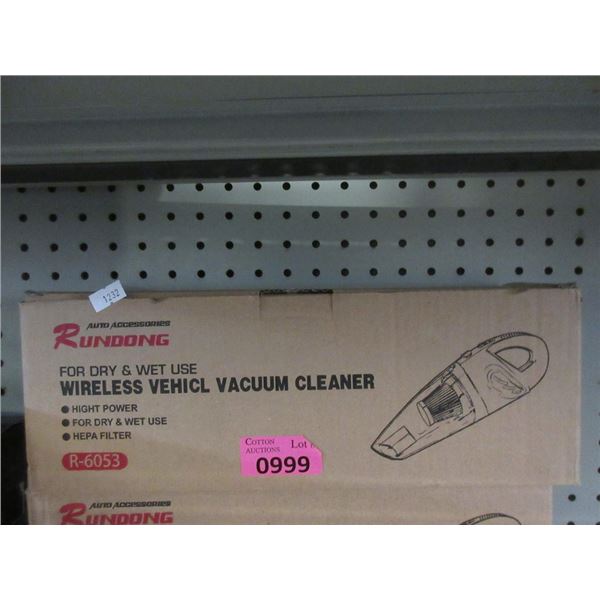 1232
AUTO ACCESSORIES
RUNDONG
FOR DRY & WET USE
WIRELESS VEHICL VACUUM CLEANER
● HIGHT POWER
● FOR DRY & WET USE
● HEPA FILTER
R-6053
COTTON AUCTIONS Lot
0999
AUTO ACCESSORIES
RUNDONG